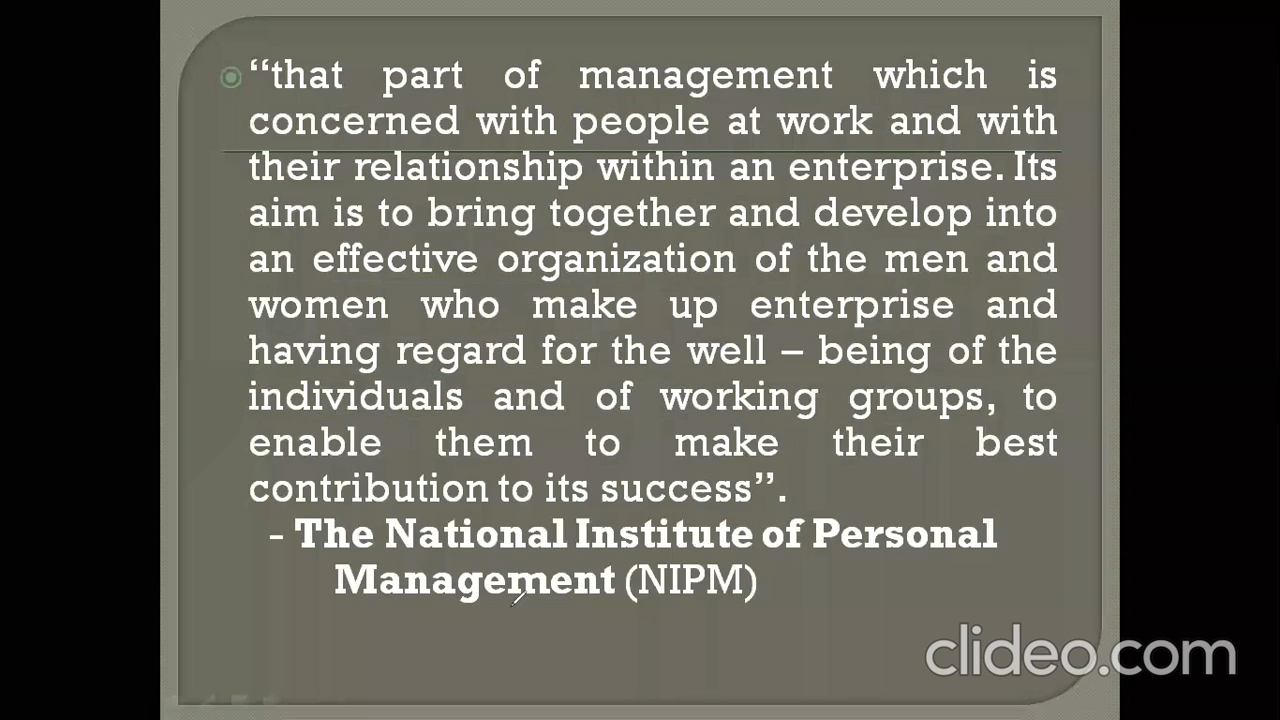 “that part of management which is
concerned with people at work and with
their relationship within an enterprise. Its
aim is to bring together and develop into
an effective organization of the men and
women who make up enterprise and
having regard for the well – being of the
individuals and of working groups, to
enable them to make their best
contribution to its success”.
- The National Institute of Personal
Management (NIPM)
clideo.com